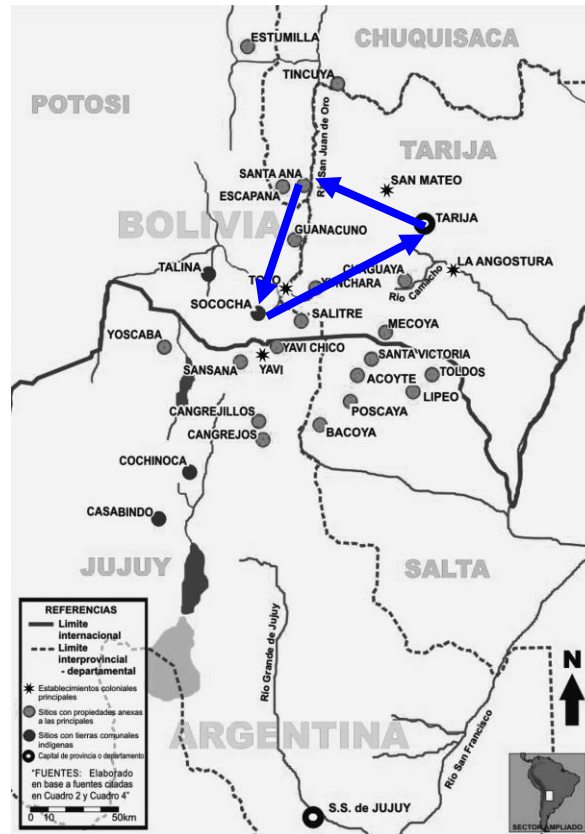 ESTUMILLA
CHUQUISACA
TINCUYA
POTOSI
Río San Juan de Oro
TARIJA
SANTA ANA
SAN MATEO
ESCAPANA
TARIJA
BOLIVIA
GUANACUNO
LA ANGOSTURA
TALINA
CHAGUAYA
TOJO
YUNCHARA
Río Camacho
SOCOCHA
SALITRE
MECOYA
YOSCABA
YAVI CHICO
SANTA VICTORIA
SANSANA
YAVI
ACOYTE
TOLDOS
LIPEO
POSCAYA
CANGREJILLOS
BACOYA
CANGREJOS
COCHINOCA
CASABINDO
JUJUY
SALTA
REFERENCIAS
Limite
internacional
Limite
interprovincial
- departamental
Establecimientos coloniales
principales
Sitios con propiedades anexas
a las principales
Sitios con tierras comunales
indígenas
Capital de provincia o departamento
"FUENTES: Elaborado
en base a fuentes citadas
en Cuadro 2 y Cuadro 4"
0 10 50km
Río Grande de Jujuy
ARGENTINA
Río San Francisco
N
S.S. de JUJUY
SECTOR AMPLIADO